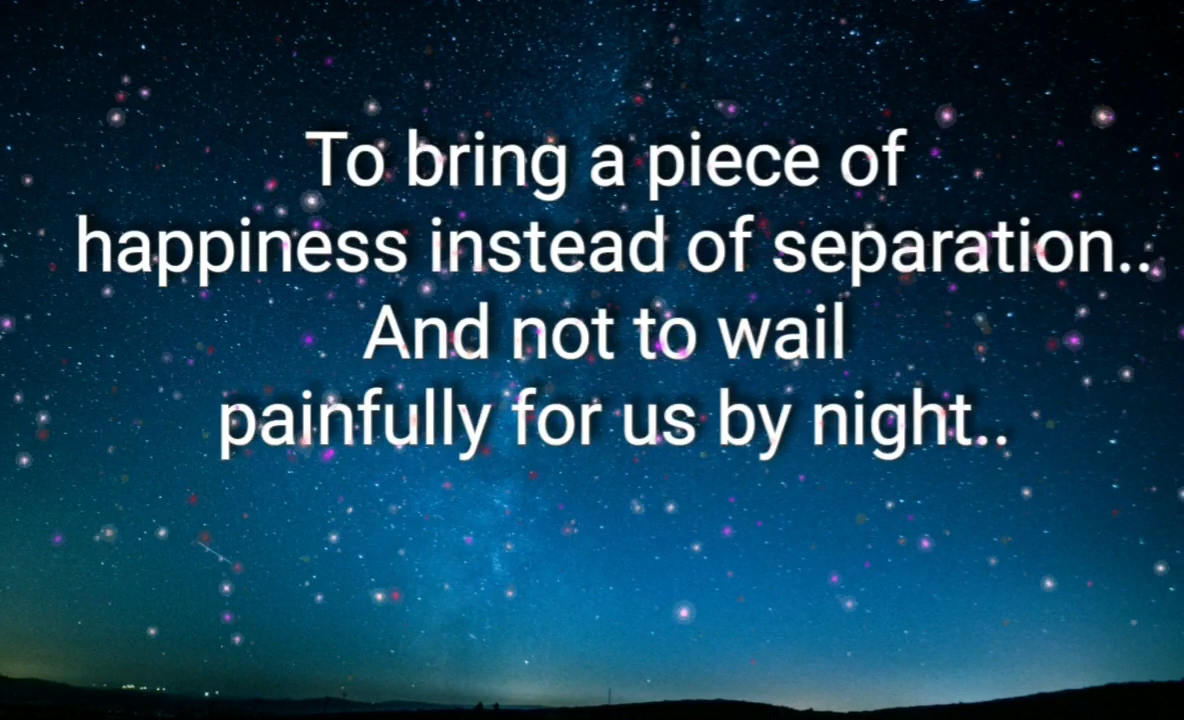 To bring a piece of
happiness instead of separation..
And not to wail
painfully for us by night..